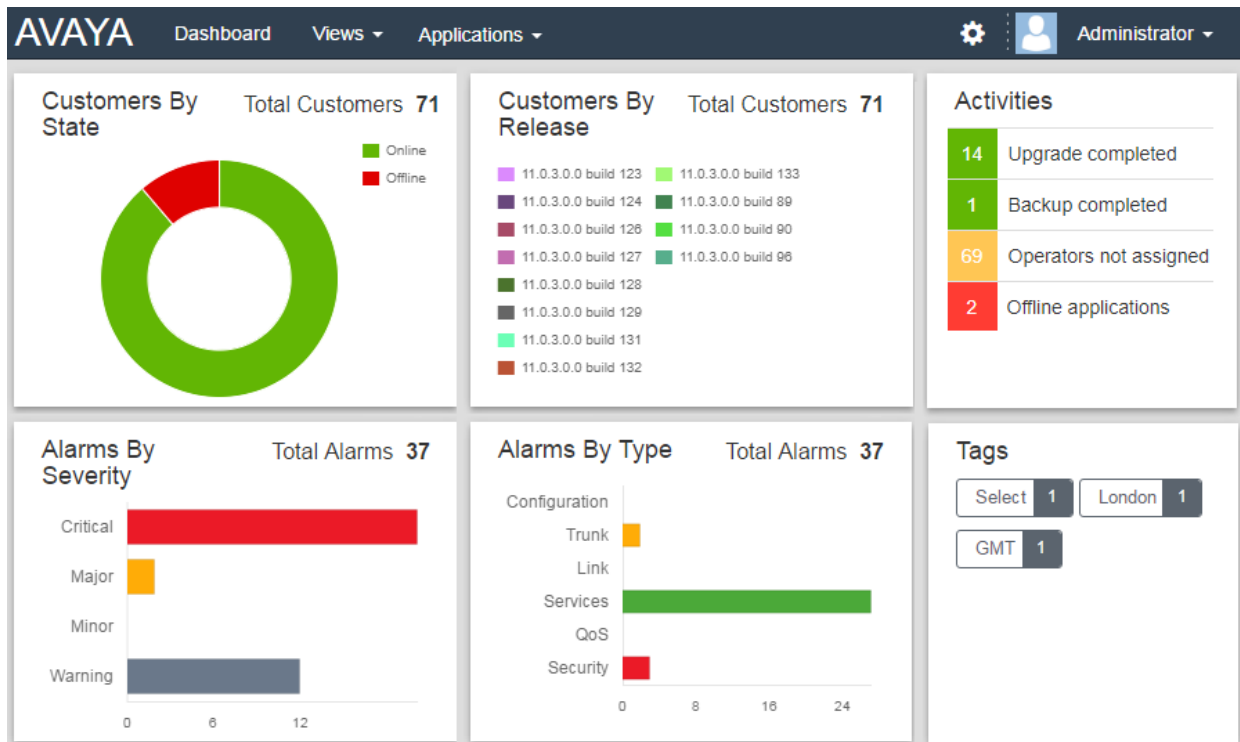 AVAYA Dashboard Views Applications Administrator
Customers By State
Total Customers 71
Online
Offline
Customers By Release
Total Customers 71
11.0.3.0.0 build 123
11.0.3.0.0 build 124
11.0.3.0.0 build 126
11.0.3.0.0 build 127
11.0.3.0.0 build 128
11.0.3.0.0 build 129
11.0.3.0.0 build 131
11.0.3.0.0 build 132
11.0.3.0.0 build 133
11.0.3.0.0 build 89
11.0.3.0.0 build 90
11.0.3.0.0 build 96
Activities
14 Upgrade completed
1 Backup completed
69 Operators not assigned
2 Offline applications
Alarms By Severity
Total Alarms 37
Critical
Major
Minor
Warning
0 6 12
Alarms By Type
Total Alarms 37
Configuration
Trunk
Link
Services
QoS
Security
0 8 16 24
Tags
Select 1 London 1
GMT 1